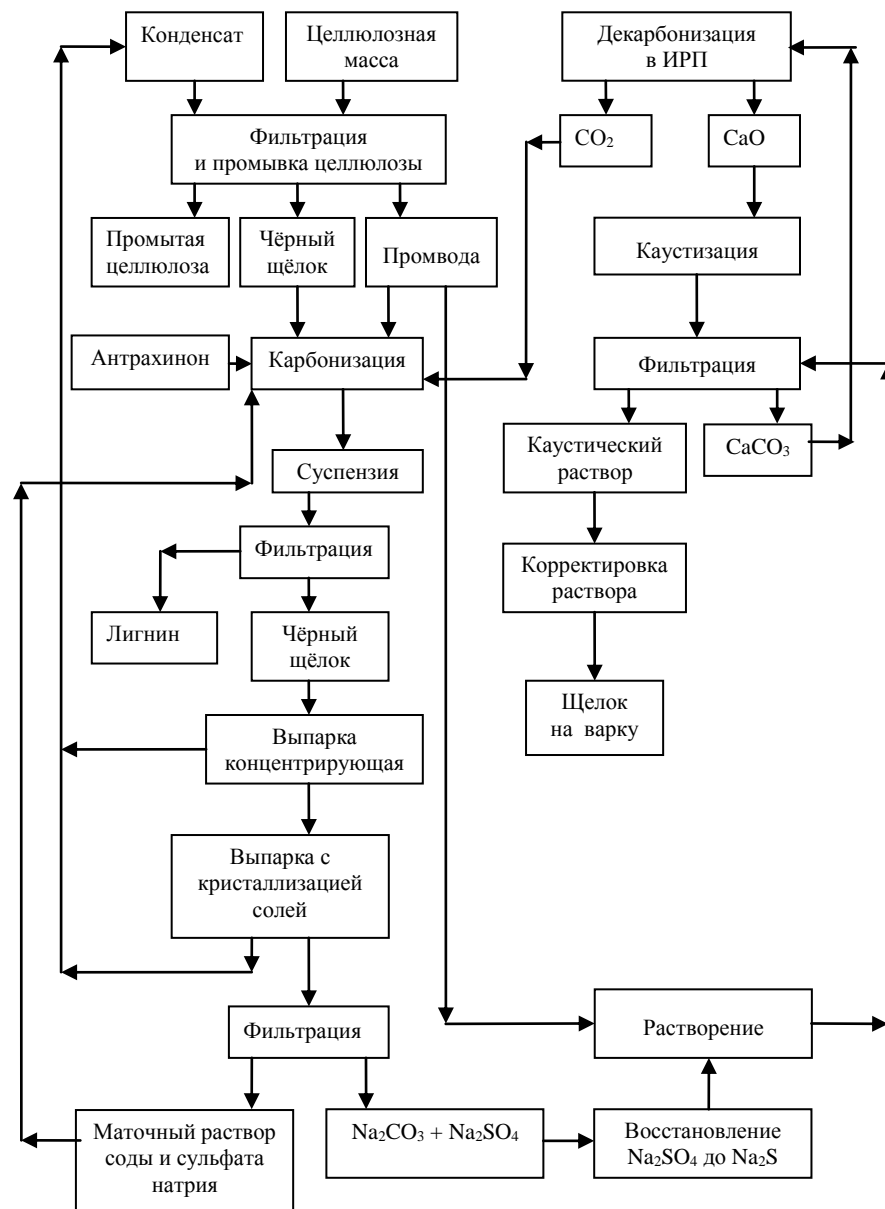 Конденсат
Целлюлозная
масса
Декарбонизация
в ИРП
Фильтрация
и промывка целлюлозы
CO₂
CaO
Промытая
целлюлоза
Чёрный
щёлок
Промвода
Каустизация
Антрахинон
Карбонизация
Фильтрация
Каустический
раствор
CaCO₃
Суспензия
Фильтрация
Корректировка
раствора
Лигнин
Чёрный
щёлок
Щелок
на варку
Выпарка
концентрирующая
Выпарка с
кристаллизацией
солей
Фильтрация
Растворение
Маточный раствор
соды и сульфата
натрия
Na₂CO₃ + Na₂SO₄
Восстановление
Na₂SO₄ до Na₂S